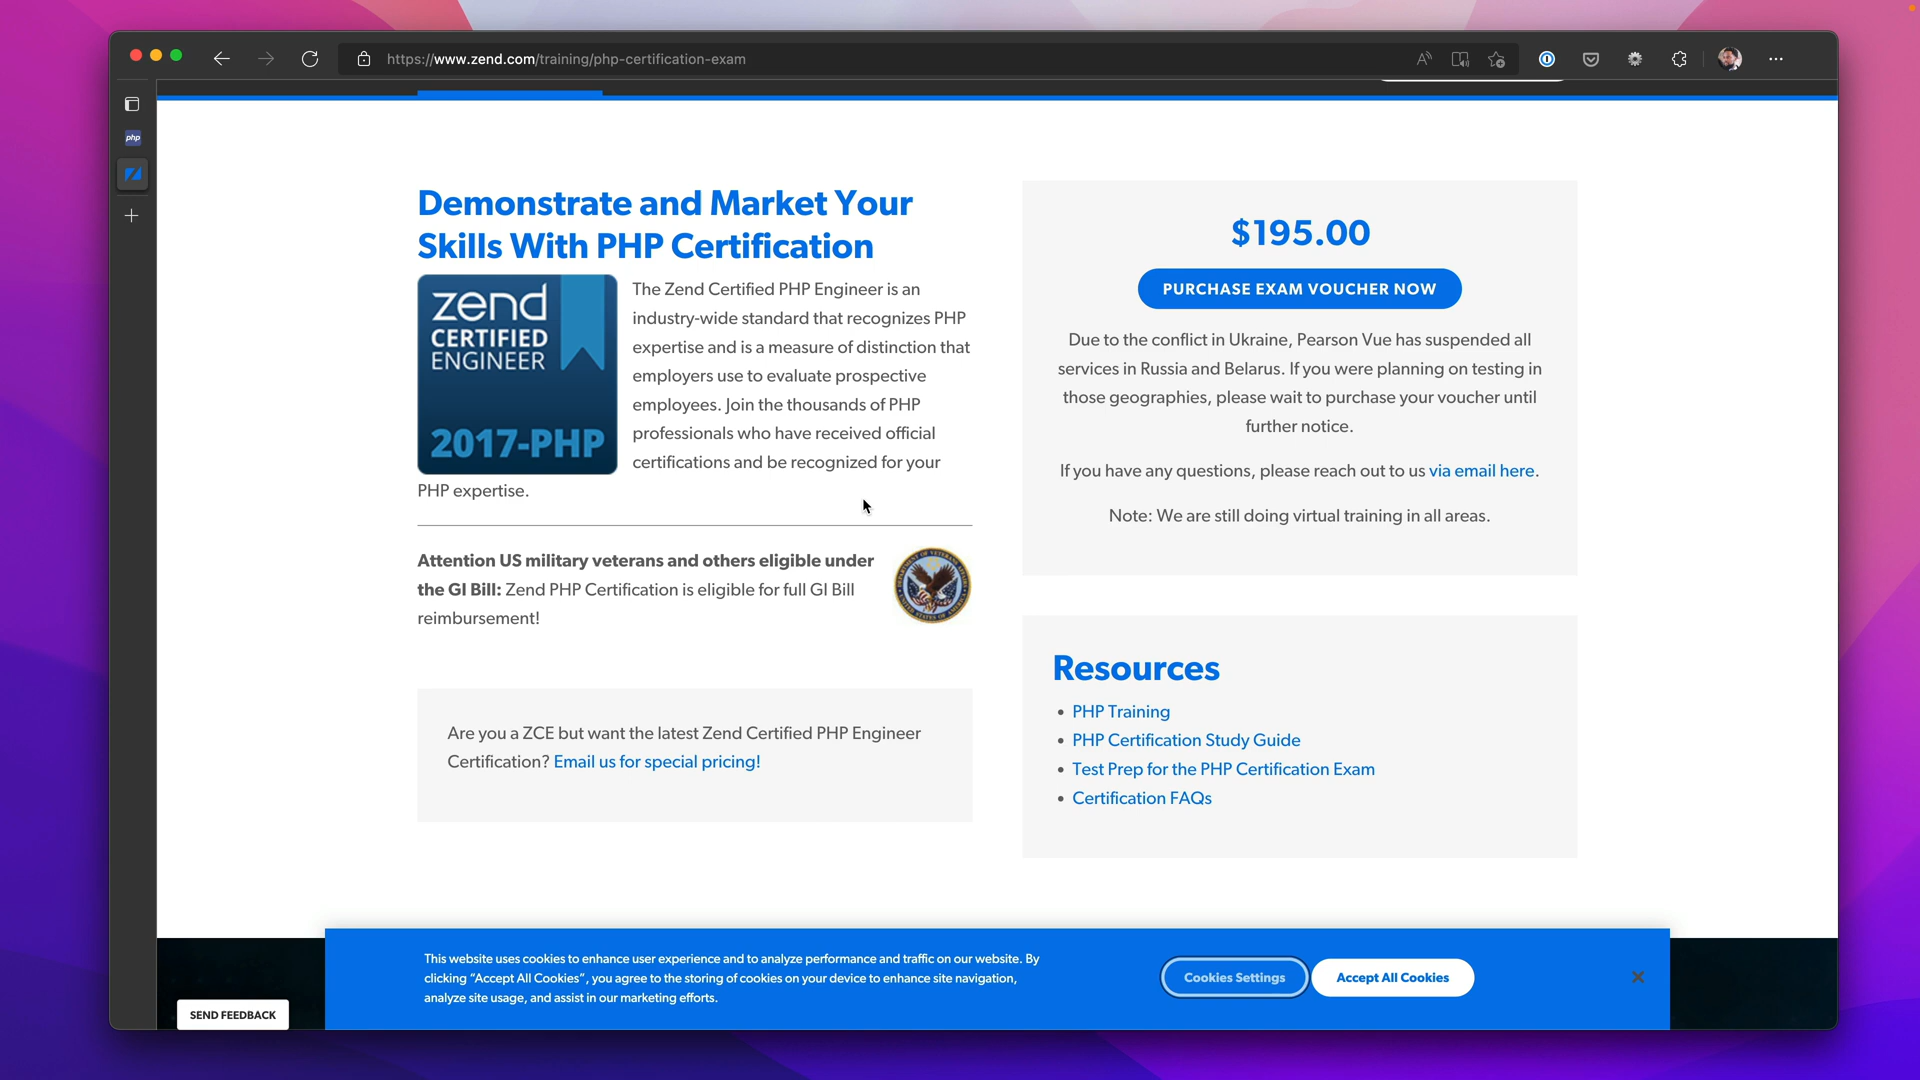 https://www.zend.com/training/php-certification-exam
php
Demonstrate and Market Your
Skills With PHP Certification
zend
CERTIFIED
ENGINEER
2017-PHP
The Zend Certified PHP Engineer is an
industry-wide standard that recognizes PHP
expertise and is a measure of distinction that
employers use to evaluate prospective
employees. Join the thousands of PHP
professionals who have received official
certifications and be recognized for your
PHP expertise.
Attention US military veterans and others eligible under
the GI Bill: Zend PHP Certification is eligible for full GI Bill
reimbursement!
Are you a ZCE but want the latest Zend Certified PHP Engineer
Certification? Email us for special pricing!
$195.00
PURCHASE EXAM VOUCHER NOW
Due to the conflict in Ukraine, Pearson Vue has suspended all
services in Russia and Belarus. If you were planning on testing in
those geographies, please wait to purchase your voucher until
further notice.
If you have any questions, please reach out to us via email here.
Note: We are still doing virtual training in all areas.
Resources
• PHP Training
• PHP Certification Study Guide
• Test Prep for the PHP Certification Exam
• Certification FAQs
This website uses cookies to enhance user experience and to analyze performance and traffic on our website. By
clicking "Accept All Cookies", you agree to the storing of cookies on your device to enhance site navigation,
analyze site usage, and assist in our marketing efforts.
Cookies Settings
Accept All Cookies
SEND FEEDBACK